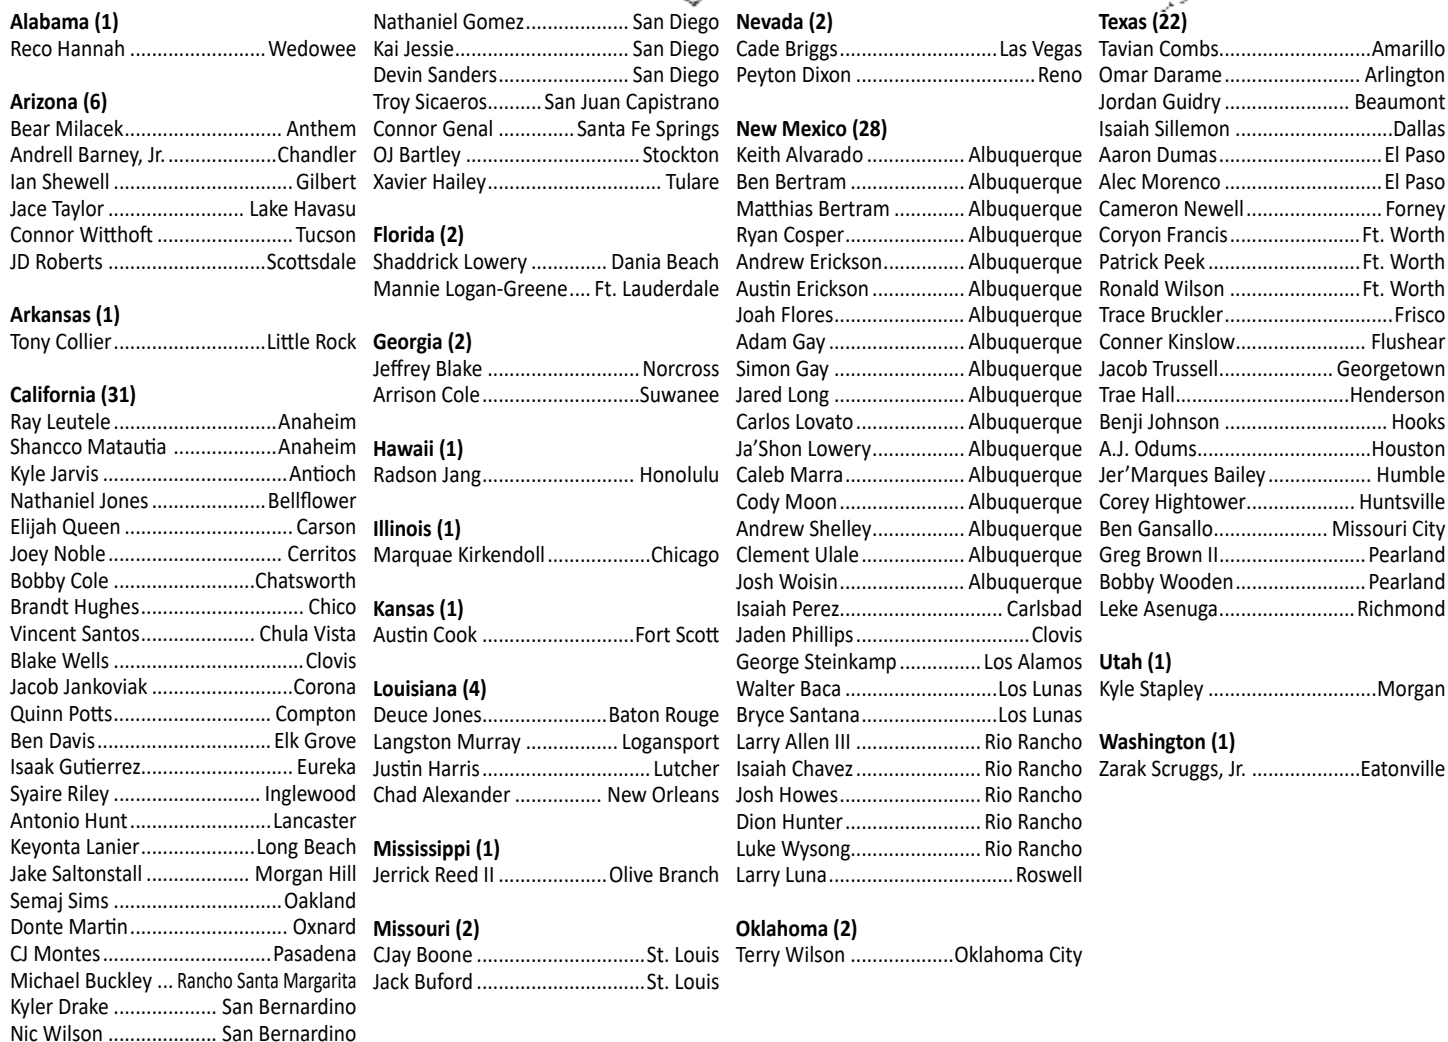 Alabama (1)
Reco Hannah ........................ Wedowee
Arizona (6)
Bear Milacek............................ Anthem
Andrell Barney, Jr. ...................Chandler
Ian Shewell ................................ Gilbert
Jace Taylor ........................ Lake Havasu
Connor Witthoft ........................Tucson
JD Roberts ............................Scottsdale
Arkansas (1)
Tony Collier...........................Little Rock
California (31)
Ray Leutele .............................Anaheim
Shancco Matautia ..................Anaheim
Kyle Jarvis .................................Antioch
Nathaniel Jones ....................Bellflower
Elijah Queen .............................. Carson
Joey Noble ............................... Cerritos
Bobby Cole .........................Chatsworth
Brandt Hughes............................. Chico
Vincent Santos.................... Chula Vista
Blake Wells ..................................Clovis
Jacob Jankoviak .........................Corona
Quinn Potts............................ Compton
Ben Davis................................Elk Grove
Isaak Gutierrez........................... Eureka
Syaire Riley .......................... Inglewood
Antonio Hunt .........................Lancaster
Keyonta Lanier....................Long Beach
Jake Saltonstall .................. Morgan Hill
Semaj Sims ..............................Oakland
Donte Martin............................ Oxnard
CJ Montes ..............................Pasadena
Michael Buckley ... Rancho Santa Margarita
Kyler Drake .................. San Bernardino
Nic Wilson ................... San Bernardino
Nathaniel Gomez.................. San Diego
Kai Jessie............................... San Diego
Devin Sanders....................... San Diego
Troy Sicaeros..........San Juan Capistrano
Connor Genal .............Santa Fe Springs
OJ Bartley ...............................Stockton
Xavier Hailey............................... Tulare
Florida (2)
Shaddrick Lowery ............. Dania Beach
Mannie Logan-Greene.... Ft. Lauderdale
Georgia (2)
Jeffrey Blake ...........................Norcross
Arrison Cole ............................Suwanee
Hawaii (1)
Radson Jang........................... Honolulu
Illinois (1)
Marquae Kirkendoll ..................Chicago
Kansas (1)
Austin Cook ...........................Fort Scott
Louisiana (4)
Deuce Jones......................Baton Rouge
Langston Murray ................ Logansport
Justin Harris ..............................Lutcher
Chad Alexander ............... New Orleans
Mississippi (1)
Jerrick Reed II ...................Olive Branch
Missouri (2)
CJay Boone ..............................St. Louis
Jack Buford ..............................St. Louis
Nevada (2)
Cade Briggs............................Las Vegas
Peyton Dixon ................................Reno
New Mexico (28)
Keith Alvarado ................. Albuquerque
Ben Bertram .................... Albuquerque
Matthias Bertram ............ Albuquerque
Ryan Cosper..................... Albuquerque
Andrew Erickson.............. Albuquerque
Austin Erickson ................ Albuquerque
Joah Flores....................... Albuquerque
Adam Gay ........................ Albuquerque
Simon Gay ....................... Albuquerque
Jared Long ....................... Albuquerque
Carlos Lovato ................... Albuquerque
Ja’Shon Lowery................ Albuquerque
Caleb Marra..................... Albuquerque
Cody Moon ...................... Albuquerque
Andrew Shelley................ Albuquerque
Clement Ulale .................. Albuquerque
Josh Woisin...................... Albuquerque
Isaiah Perez............................. Carlsbad
Jaden Phillips ...............................Clovis
George Steinkamp ..............Los Alamos
Walter Baca ...........................Los Lunas
Bryce Santana........................Los Lunas
Larry Allen III ....................... Rio Rancho
Isaiah Chavez ....................... Rio Rancho
Josh Howes......................... Rio Rancho
Dion Hunter ........................ Rio Rancho
Luke Wysong....................... Rio Rancho
Larry Luna.................................Roswell
Oklahoma (2)
Terry Wilson ..................Oklahoma City
Texas (22)
Tavian Combs...........................Amarillo
Omar Darame ........................ Arlington
Jordan Guidry ...................... Beaumont
Isaiah Sillemon ............................Dallas
Aaron Dumas.............................El Paso
Alec Morenco ............................El Paso
Cameron Newell........................ Forney
Coryon Francis .......................Ft. Worth
Patrick Peek ...........................Ft. Worth
Ronald Wilson ........................Ft. Worth
Trace Bruckler..............................Frisco
Conner Kinslow....................... Flushear
Jacob Trussell.................... Georgetown
Trae Hall...............................Henderson
Benji Johnson ............................. Hooks
A.J. Odums...............................Houston
Jer’Marques Bailey .................. Humble
Corey Hightower................... Huntsville
Ben Gansallo.................... Missouri City
Greg Brown II..........................Pearland
Bobby Wooden.......................Pearland
Leke Asenuga........................Richmond
Utah (1)
Kyle Stapley ..............................Morgan
Washington (1)
Zarak Scruggs, Jr. ...................Eatonville